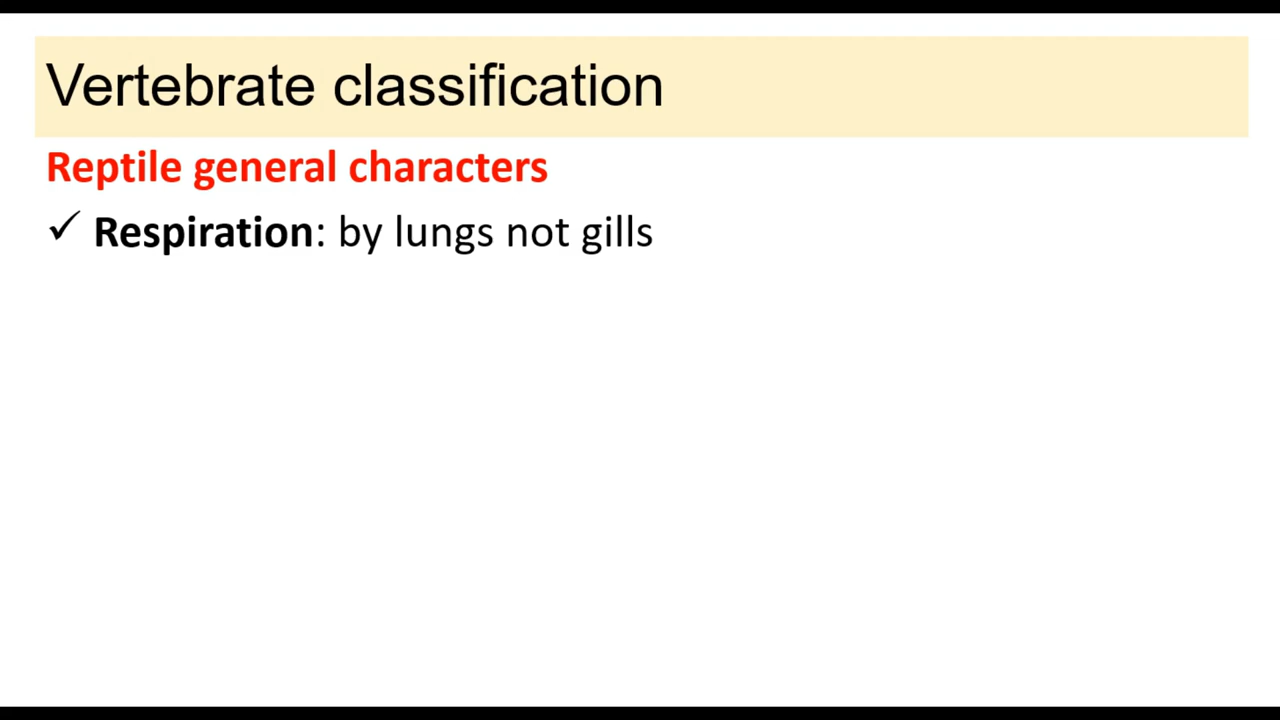 Vertebrate classification
Reptile general characters
✓ Respiration: by lungs not gills